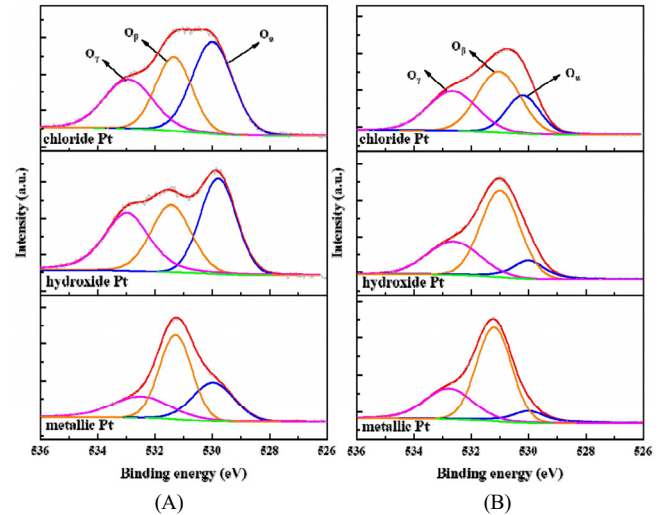 Intensity (a.u.)
Oγ
Oβ
Oα
chloride Pt
hydroxide Pt
metallic Pt
536 534 532 530 528 526
Binding energy (eV)
(A)
Intensity (a.u.)
Oγ
Oβ
Oα
chloride Pt
hydroxide Pt
metallic Pt
536 534 532 530 528 526
Binding energy (eV)
(B)